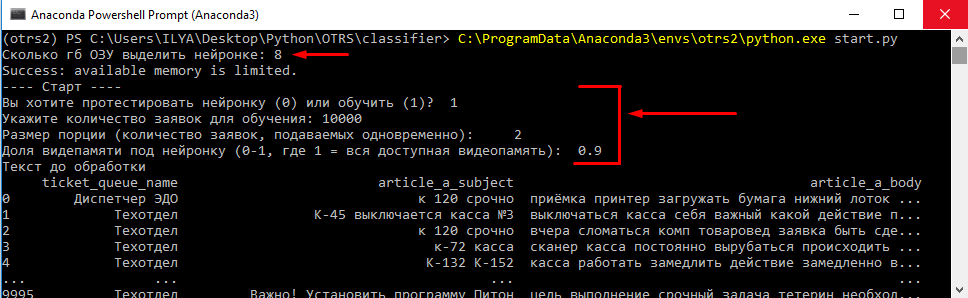 Anaconda Powershell Prompt (Anaconda3)
(otrs2) PS C:\Users\ILYA\Desktop\Python\OTRS\classifier> C:\ProgramData\Anaconda3\envs\otrs2\python.exe start.py
Сколько гб ОЗУ выделить нейронке: 8
Success: available memory is limited.
---- Старт ----
Вы хотите протестировать нейронку (0) или обучить (1)? 1
Укажите количество заявок для обучения: 10000
Размер порции (количество заявок, подаваемых одновременно): 2
Доля видепамяти под нейронку (0-1, где 1 = вся доступная видеопамять): 0.9
Текст до обработки
ticket_queue_name article_a_subject article_a_body
0 Диспетчер ЭДО к 120 срочно приёмка принтер загружать бумага нижний лоток ...
1 Техотдел К-45 выключается касса №3 выключаться касса себя важный какой действие п...
2 Техотдел к 120 срочно вчера сломаться комп товаровед заявка быть сде...
3 Техотдел к-72 касса сканер касса постоянно вырубаться происходить ...
4 Техотдел К-132 К-152 касса работать замедлить действие замедленно в...
... ... ... ...
9995 Техотдел Важно! Установить программу Питон цель выполнение срочный задача тетерин необход...